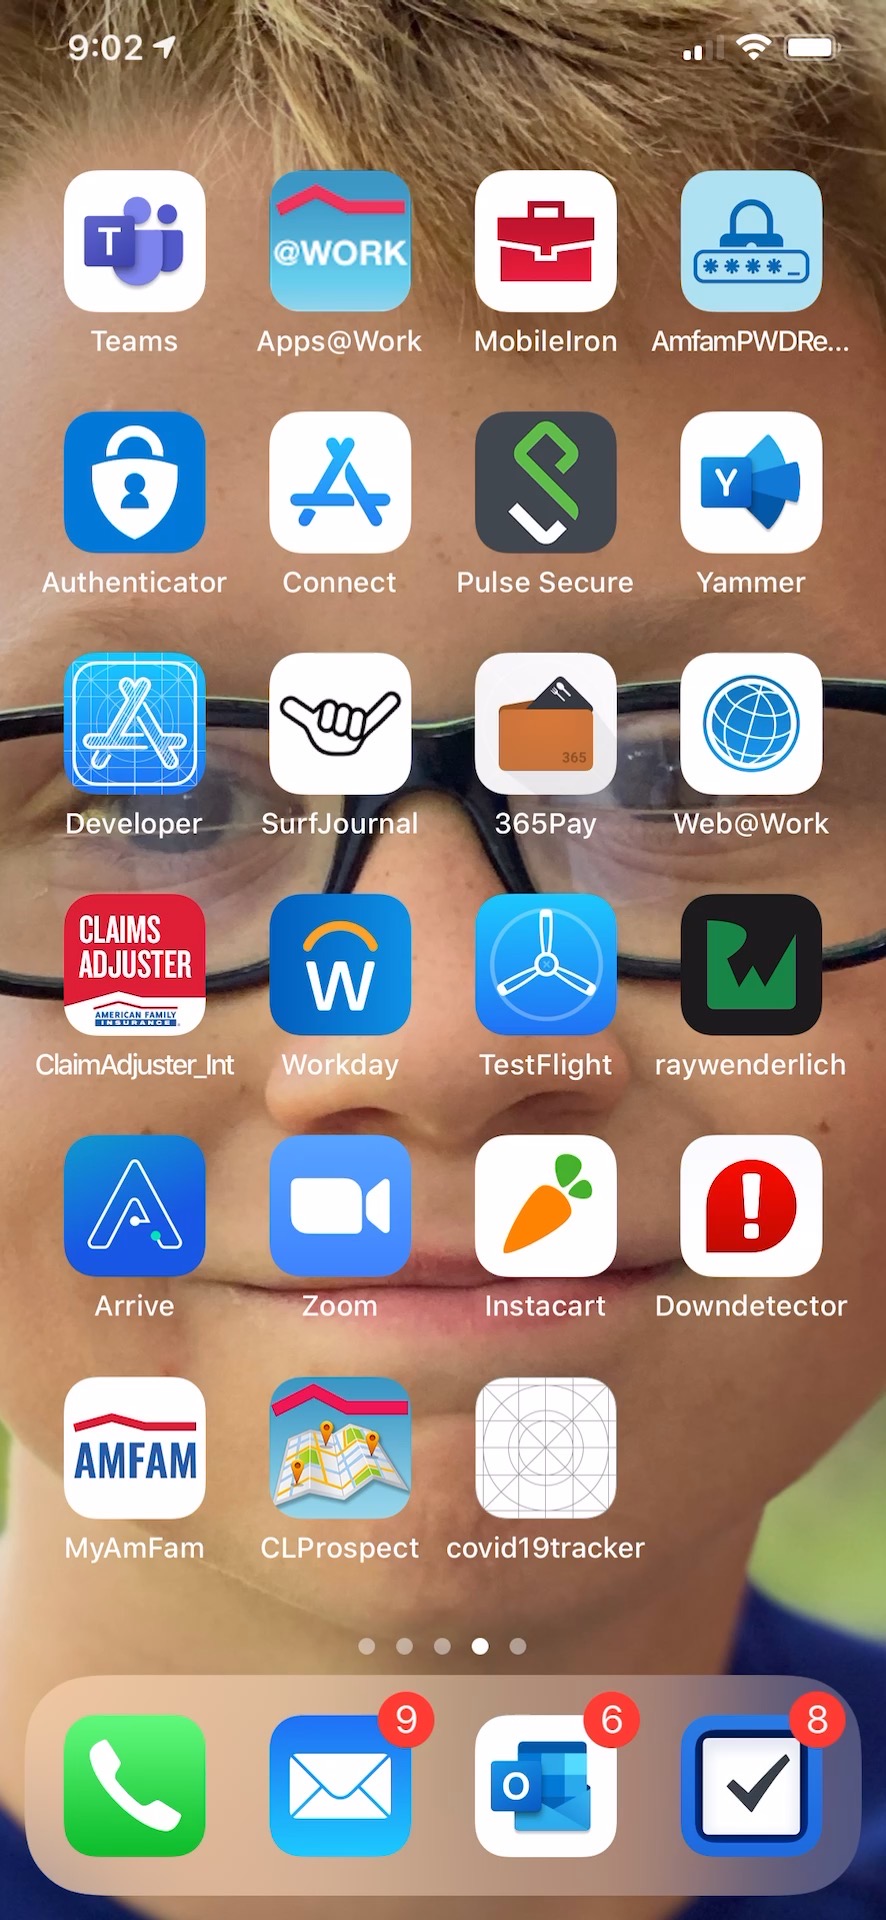 9:02
T
@WORK
****_
Teams
Apps@Work
MobileIron
AmfamPWDRe...
Y
Authenticator
Connect
Pulse Secure
Yammer
365
Developer
SurfJournal
365Pay
Web@Work
CLAIMS
ADJUSTER
AMERICAN FAMILY
INSURANCE
W
RW
ClaimAdjuster_Int
Workday
TestFlight
raywenderlich
!
Arrive
Zoom
Instacart
Downdetector
AMFAM
MyAmFam
CLProspect
covid19tracker
9
6
8
O